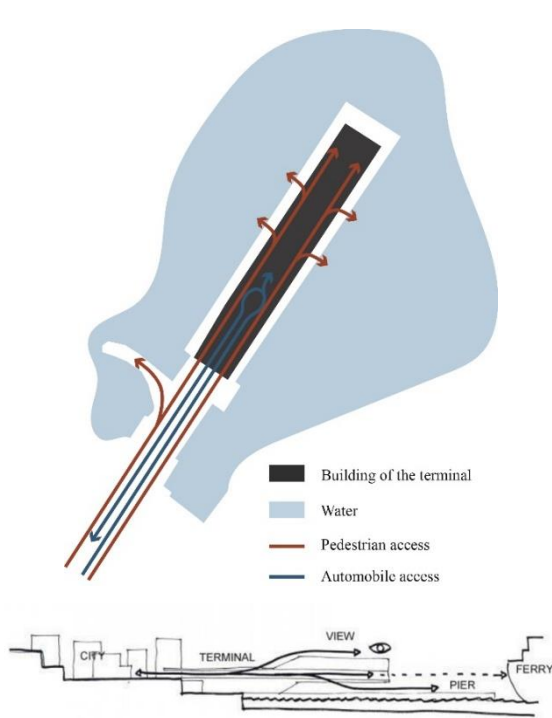 Building of the terminal
Water
Pedestrian access
Automobile access
VIEW
CITY
TERMINAL
FERRY
PIER